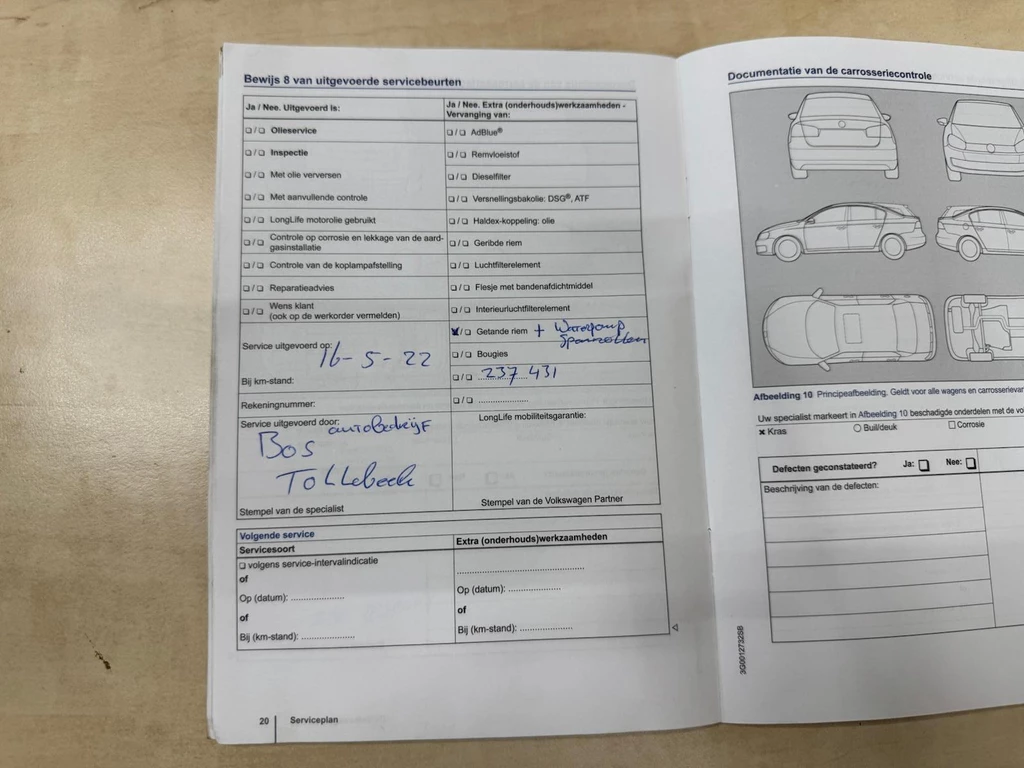 Bewijs 8 van uitgevoerde servicebeurten
Ja / Nee. Uitgevoerd is:
Ja / Nee. Extra (onderhouds)werkzaamheden -
Vervanging van:
❏/❏ Olieservice
❏/❏ AdBlue®
❏/❏ Inspectie
❏/❏ Remvloeistof
❏/❏ Met olie verversen
❏/❏ Dieselfilter
❏/❏ Met aanvullende controle
❏/❏ Versnellingsbakolie: DSG®, ATF
❏/❏ LongLife motorolie gebruikt
❏/❏ Haldex-koppeling: olie
❏/❏ Controle op corrosie en lekkage van de aard-
gasinstallatie
❏/❏ Geribde riem
❏/❏ Controle van de koplampafstelling
❏/❏ Luchtfilterelement
❏/❏ Reparatieadvies
❏/❏ Flesje met bandenafdichtmiddel
❏/❏ Wens klant
(ook op de werkorder vermelden)
❏/❏ Interieurluchtfilterelement
❏/❏ Getande riem + Waterpomp
Service uitgevoerd op: 16-5-22
❏/❏ Bougies
Bij km-stand:
❏/❏ 237 431
Rekeningnummer:
❏/❏ ....................
Service uitgevoerd door: autobedrijf
LongLife mobiliteitsgarantie:
Bos
Tollebeek
Stempel van de specialist
Stempel van de Volkswagen Partner
Volgende service
Servicesoort
Extra (onderhouds)werkzaamheden
❏ volgens service-intervalindicatie
of
Op (datum): ....................
Op (datum): ....................
of
of
Bij (km-stand): ....................
Bij (km-stand): ....................
20 Serviceplan
Documentatie van de carrosseriecontrole
Afbeelding 10 Principeafbeelding. Geldt voor alle wagens en
Uw specialist markeert in Afbeelding 10 beschadigde onderdelen met de
✖ Kras
○ Buil/deuk
☐ Corrosie
Defecten geconstateerd? Ja: ❏ Nee: ❏
Beschrijving van de defecten:
3G0012732SB